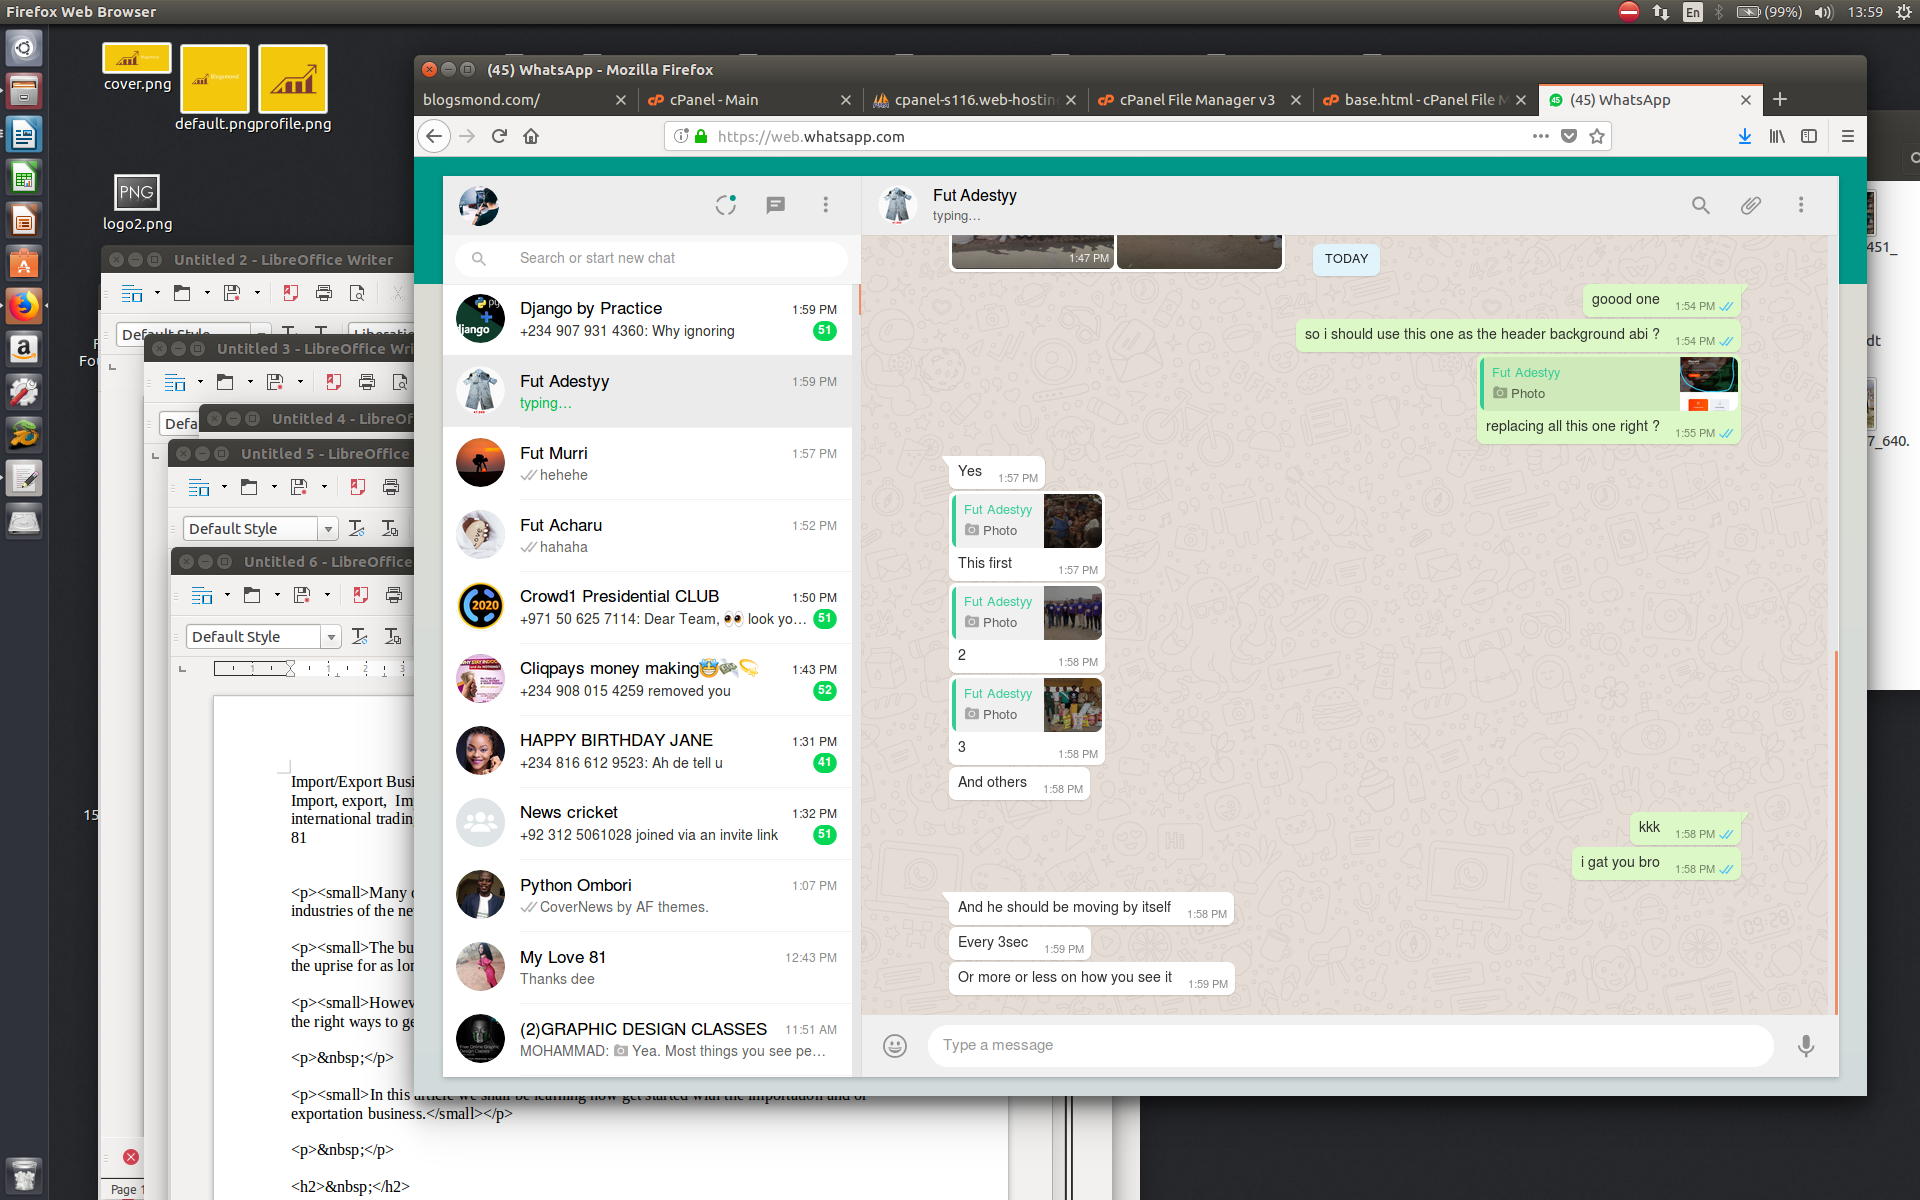 Firefox Web Browser
En
(99%)
13:59
cover.png
default.png
profile.png
PNG
logo2.png
(45) WhatsApp - Mozilla Firefox
blogsmond.com/
cPanel - Main
cpanel-s116.web-hosting
cPanel File Manager v3
base.html - cPanel File M
(45) WhatsApp
https://web.whatsapp.com
Untitled 2 - LibreOffice Writer
Untitled 3 - LibreOffice Wri
Untitled 4 - LibreOf
Untitled 5 - LibreOffice
Default Style
Untitled 6 - LibreOffice
Default Style
Import/Export Busi
Import, export, Im
international tradin
81
<p><small>Many o
industries of the ne
<p><small>The bu
the uprise for as lon
<p><small>Howev
the right ways to ge
<p>&nbsp;</p>
<p><small>In this article we shall be learning how get started with the importation and or
exportation business.</small></p>
<p>&nbsp;</p>
<h2>&nbsp;</h2>
Page 1
Search or start new chat
Django by Practice
1:59 PM
+234 907 931 4360: Why ignoring
51
Fut Adestyy
1:59 PM
typing…
Fut Murri
1:57 PM
hehehe
Fut Acharu
1:52 PM
hahaha
2020
Crowd1 Presidential CLUB
1:50 PM
+971 50 625 7114: Dear Team, 👀 look yo…
51
Cliqpays money making🤩💸💫
1:43 PM
+234 908 015 4259 removed you
52
HAPPY BIRTHDAY JANE
1:31 PM
+234 816 612 9523: Ah de tell u
41
News cricket
1:32 PM
+92 312 5061028 joined via an invite link
51
Python Ombori
1:07 PM
CoverNews by AF themes.
My Love 81
12:43 PM
Thanks dee
(2)GRAPHIC DESIGN CLASSES
11:51 AM
MOHAMMAD: Yea. Most things you see pe…
Fut Adestyy
typing…
1:47 PM
TODAY
goood one
1:54 PM
so i should use this one as the header background abi ?
1:54 PM
Fut Adestyy
Photo
replacing all this one right ?
1:55 PM
Yes
1:57 PM
Fut Adestyy
Photo
This first
1:57 PM
Fut Adestyy
Photo
2
1:58 PM
Fut Adestyy
Photo
3
1:58 PM
And others
1:58 PM
kkk
1:58 PM
i gat you bro
1:58 PM
And he should be moving by itself
1:58 PM
Every 3sec
1:59 PM
Or more or less on how you see it
1:59 PM
Type a message
451_
dt
7_640.